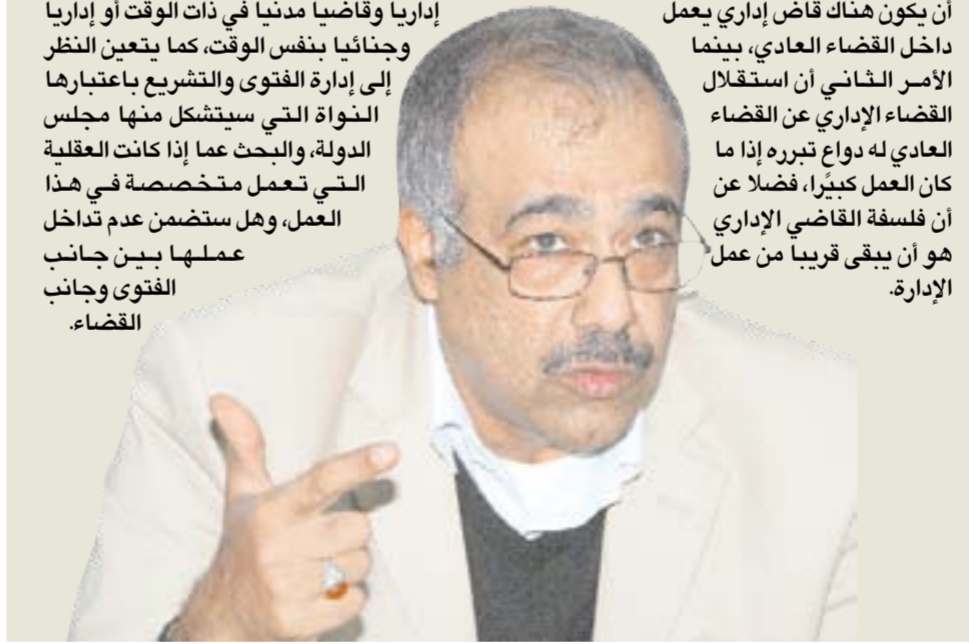 أن يكون هناك قاض إداري يعمل
داخل القضاء العادي، بينما
الأمر الثاني أن استقلال
القضاء الإداري عن القضاء
العادي له دواع تبرره إذا ما
كان العمل كبيرًا، فضلا عن
أن فلسفة القاضي الإداري
هو أن يبقى قريبا من عمل
الإدارة.
إداريا وقاضيا مدنيا في ذات الوقت أو إداريا
وجنائيا بنفس الوقت، كما يتعين النظر
إلى إدارة الفتوى والتشريع باعتبارها
النواة التي سيتشكل منها مجلس
الدولة، والبحث عما إذا كانت العقلية
التي تعمل متخصصة في هذا
العمل، وهل ستضمن عدم تداخل
عملها بين جانب
الفتوى وجانب
القضاء.